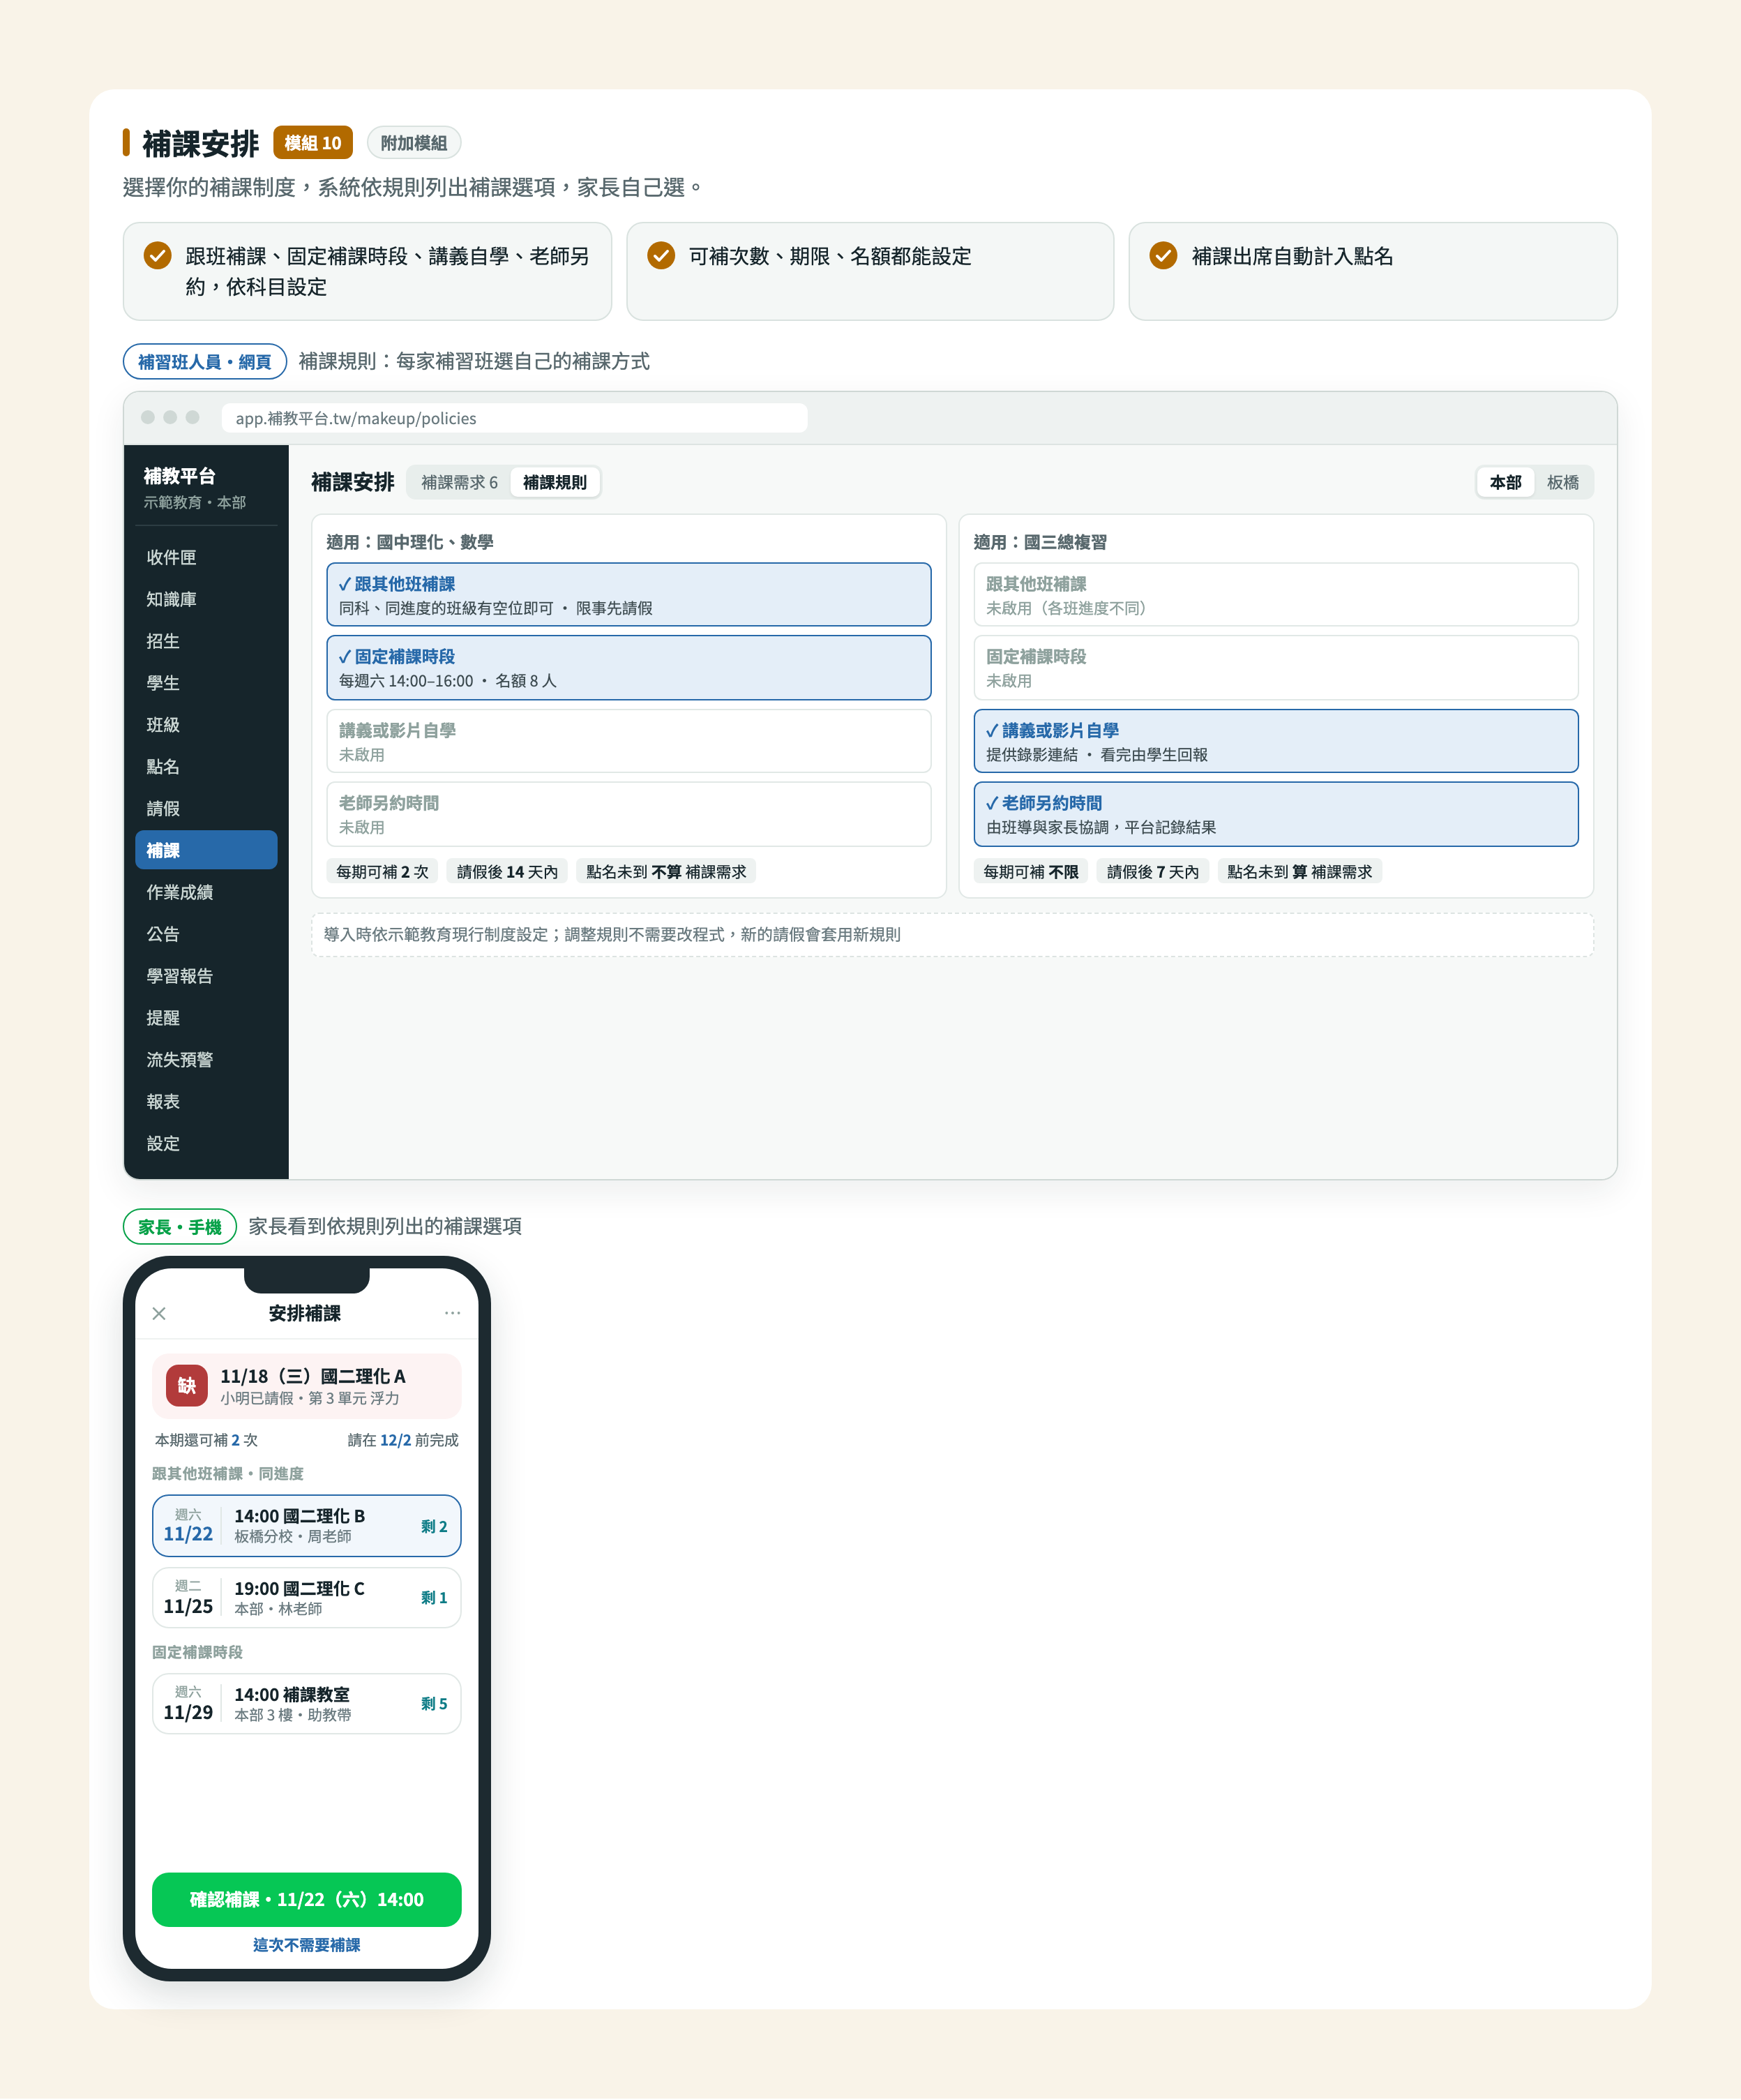 補課安排 模組 10 附加模組
選擇你的補課制度，系統依規則列出補課選項，家長自己選。
跟班補課、固定補課時段、講義自學、老師另
約，依科目設定
可補次數、期限、名額都能設定
補課出席自動計入點名
補習班人員・網頁 補課規則：每家補習班選自己的補課方式
app.補教平台.tw/makeup/policies
補教平台
示範教育・本部
收件匣
知識庫
招生
學生
班級
點名
請假
補課
作業成績
公告
學習報告
提醒
流失預警
報表
設定
補課安排 補課需求 6 補課規則 本部 板橋
適用：國中理化、數學
✓ 跟其他班補課
同科、同進度的班級有空位即可 ・ 限事先請假
✓ 固定補課時段
每週六 14:00–16:00 ・ 名額 8 人
講義或影片自學
未啟用
老師另約時間
未啟用
每期可補 2 次 請假後 14 天內 點名未到 不算 補課需求
適用：國三總複習
跟其他班補課
未啟用（各班進度不同）
固定補課時段
未啟用
✓ 講義或影片自學
提供錄影連結 ・ 看完由學生回報
✓ 老師另約時間
由班導與家長協調，平台記錄結果
每期可補 不限 請假後 7 天內 點名未到 算 補課需求
導入時依示範教育現行制度設定；調整規則不需要改程式，新的請假會套用新規則
家長・手機 家長看到依規則列出的補課選項
× 安排補課 ⋯
缺
11/18（三）國二理化 A
小明已請假・第 3 單元 浮力
本期還可補 2 次 請在 12/2 前完成
跟其他班補課・同進度
週六
11/22
14:00 國二理化 B
板橋分校・周老師
剩 2
週二
11/25
19:00 國二理化 C
本部・林老師
剩 1
固定補課時段
週六
11/29
14:00 補課教室
本部 3 樓・助教帶
剩 5
確認補課・11/22（六）14:00
這次不需要補課